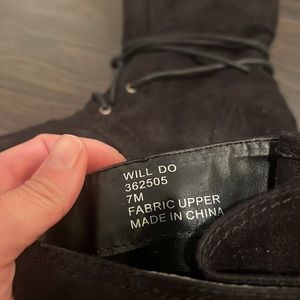 WILL DO
362505
7M
FABRIC UPPER
MADE IN CHINA